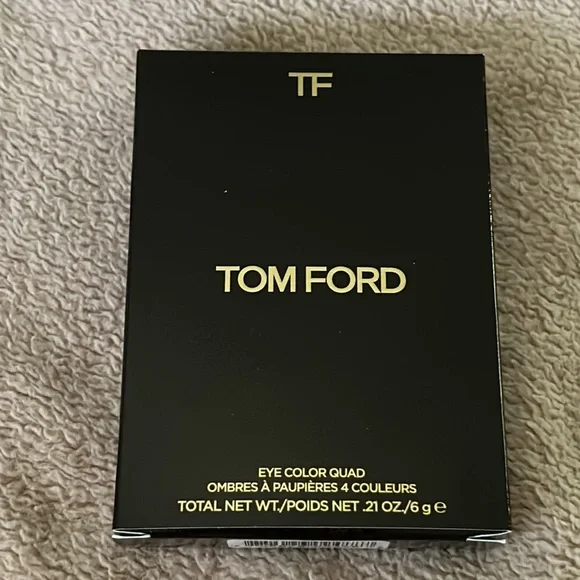 TF
TOM FORD
EYE COLOR QUAD
OMBRES À PAUPIÈRES 4 COULEURS
TOTAL NET WT./POIDS NET .21 OZ./6 g ℮